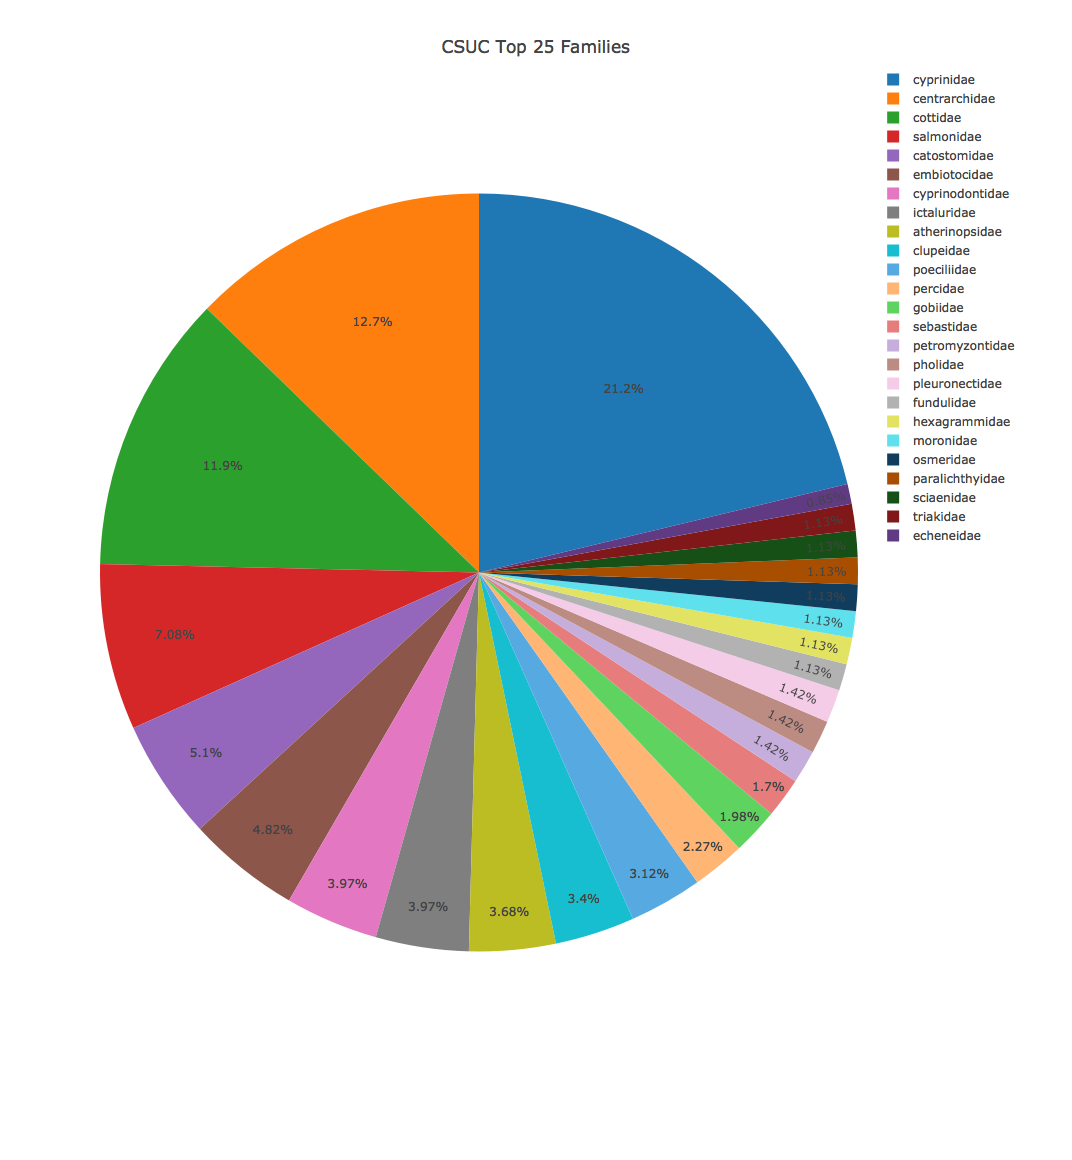 CSUC Top 25 Families
cyprinidae
centrarchidae
cottidae
salmonidae
catostomidae
embiotocidae
cyprinodontidae
ictaluridae
atherinopsidae
clupeidae
poeciliidae
percidae
gobiidae
sebastidae
petromyzontidae
pholidae
pleuronectidae
fundulidae
hexagrammidae
moronidae
osmeridae
paralichthyidae
sciaenidae
triakidae
echeneidae
21.2%
12.7%
11.9%
7.08%
5.1%
4.82%
3.97%
3.97%
3.68%
3.4%
3.12%
2.27%
1.98%
1.7%
1.42%
1.42%
1.42%
1.13%
1.13%
1.13%
1.13%
1.13%
1.13%
1.13%
0.85%